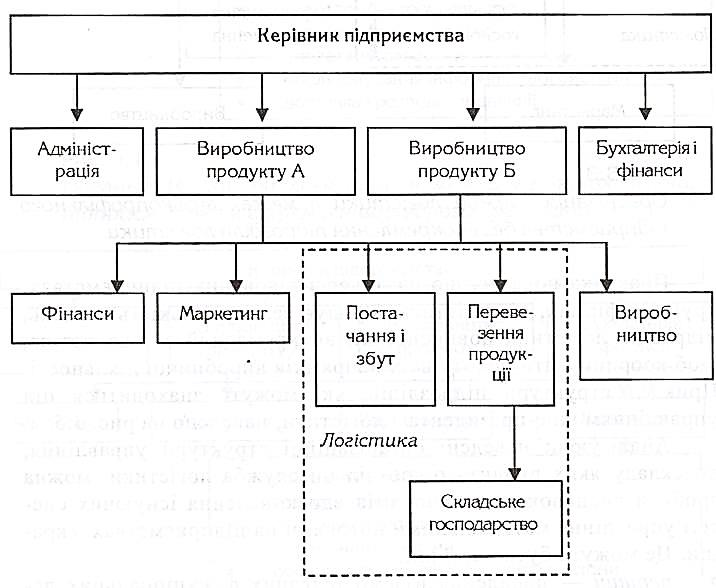 Керівник підприємства
Адмініст-
рація
Виробництво
продукту А
Виробництво
продукту Б
Бухгалтерія і
фінанси
Фінанси
Маркетинг
Поста-
чання і
збут
Переве-
зення
продук-
ції
Вироб-
ництво
Логістика
Складське
господарство